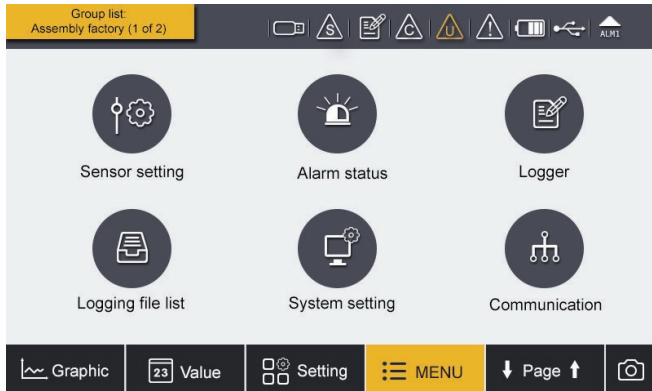 Group list:
Assembly factory (1 of 2)
S
C
U
ALM1
Sensor setting
Alarm status
Logger
Logging file list
System setting
Communication
Graphic
23 Value
Setting
MENU
Page